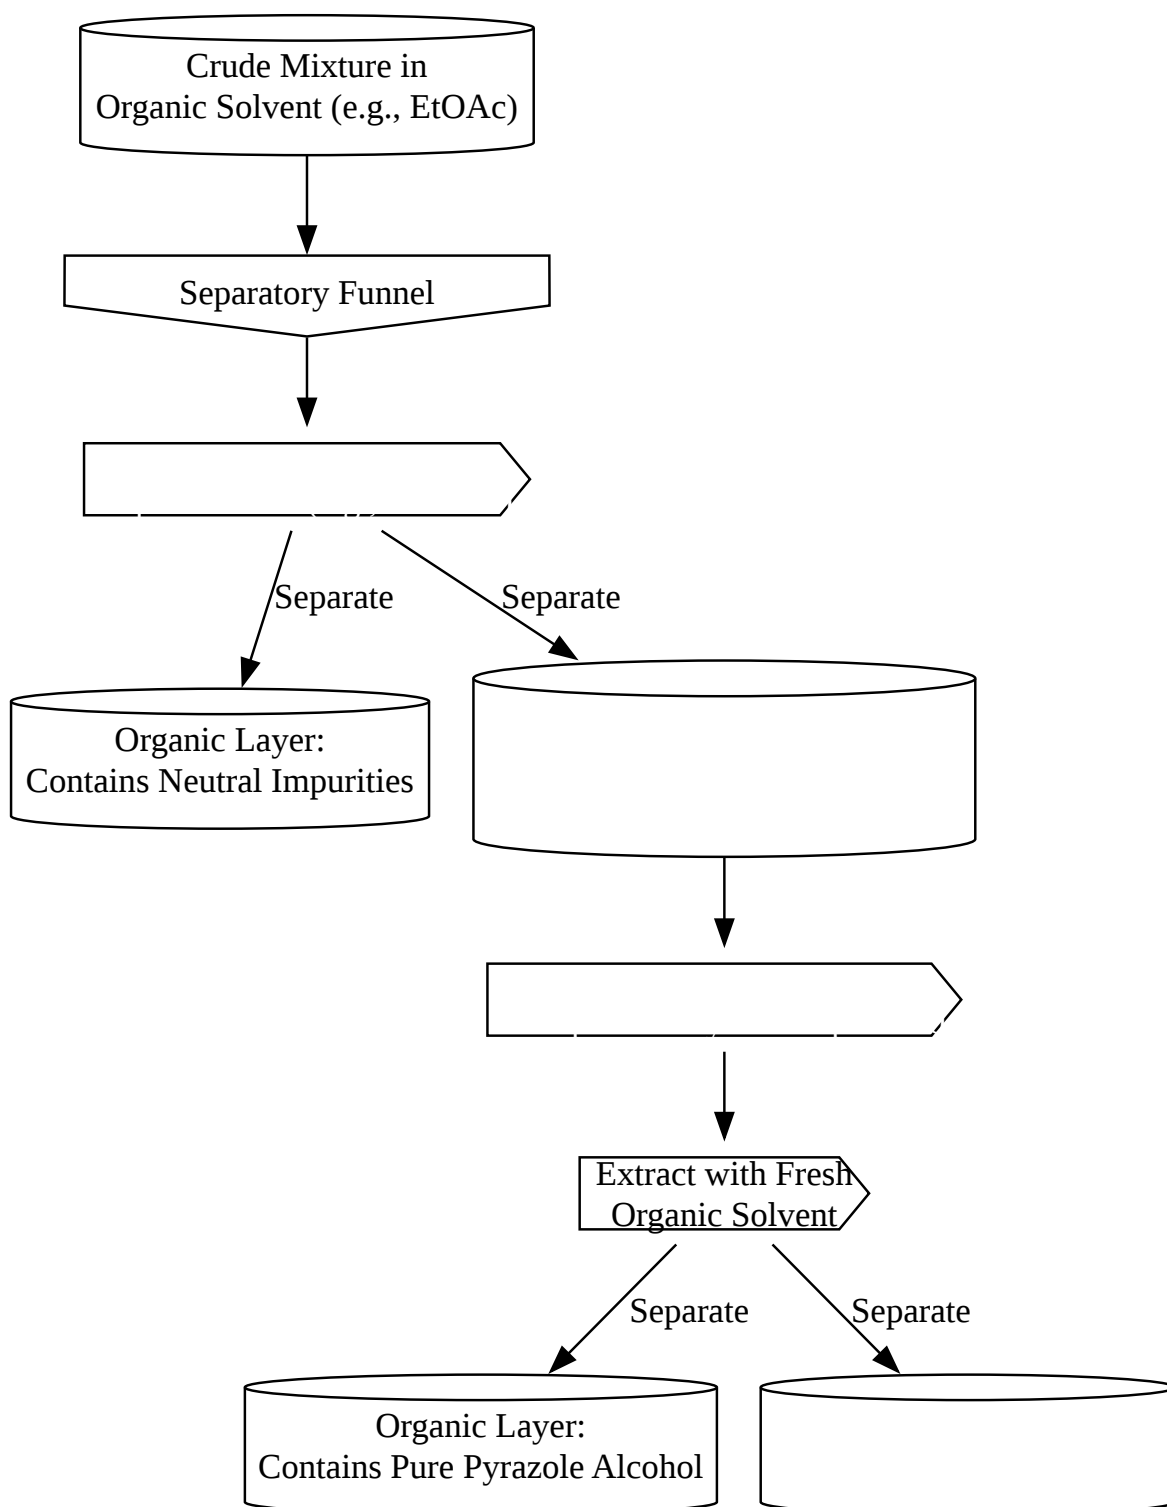 Crude Mixture in
Organic Solvent (e.g., EtOAc)
Separatory Funnel
Separate
Separate
Organic Layer:
Contains Neutral Impurities
Extract with Fresh
Organic Solvent
Separate
Separate
Organic Layer:
Contains Pure Pyrazole Alcohol